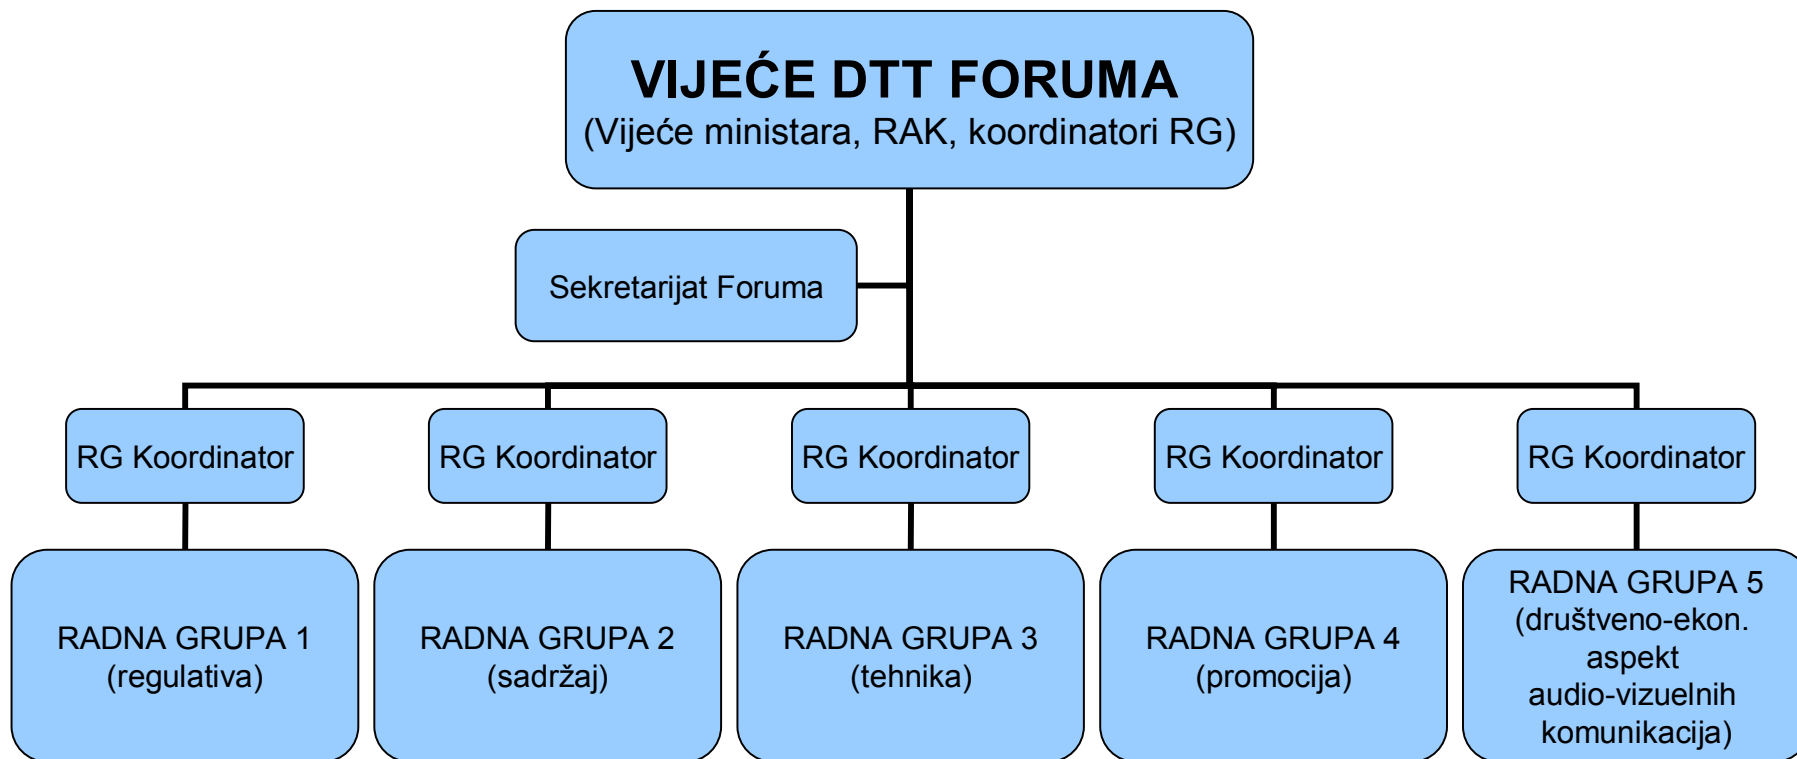 VIJEĆE DTT FORUMA
(Vijeće ministara, RAK, koordinatori RG)
Sekretarijat Foruma
RG Koordinator
RG Koordinator
RG Koordinator
RG Koordinator
RG Koordinator
RADNA GRUPA 1
(regulativa)
RADNA GRUPA 2
(sadržaj)
RADNA GRUPA 3
(tehnika)
RADNA GRUPA 4
(promocija)
RADNA GRUPA 5
(društveno-ekon.
aspekt
audio-vizuelnih
komunikacija)